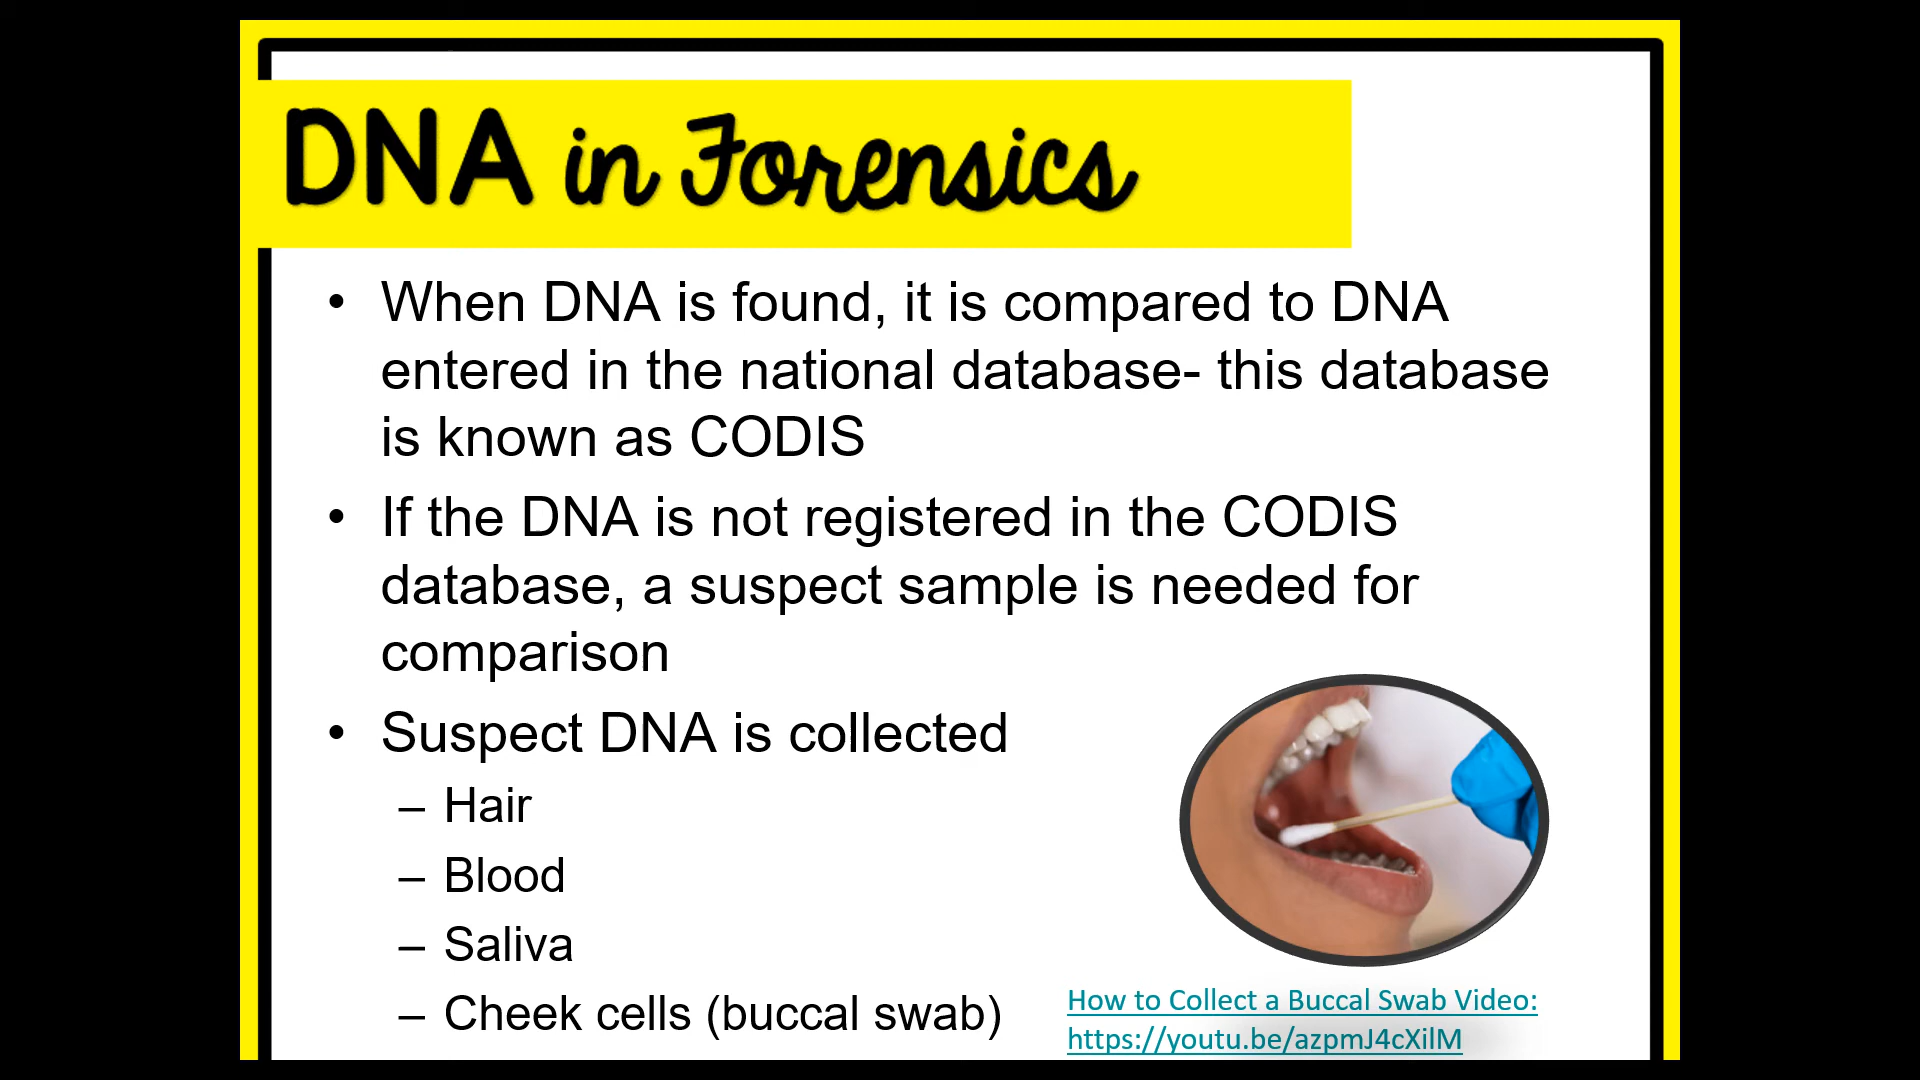 DNA in Forensics
• When DNA is found, it is compared to DNA
entered in the national database- this database
is known as CODIS
• If the DNA is not registered in the CODIS
database, a suspect sample is needed for
comparison
• Suspect DNA is collected
– Hair
– Blood
– Saliva
– Cheek cells (buccal swab)
How to Collect a Buccal Swab Video:
https://youtu.be/azpmJ4cXilM